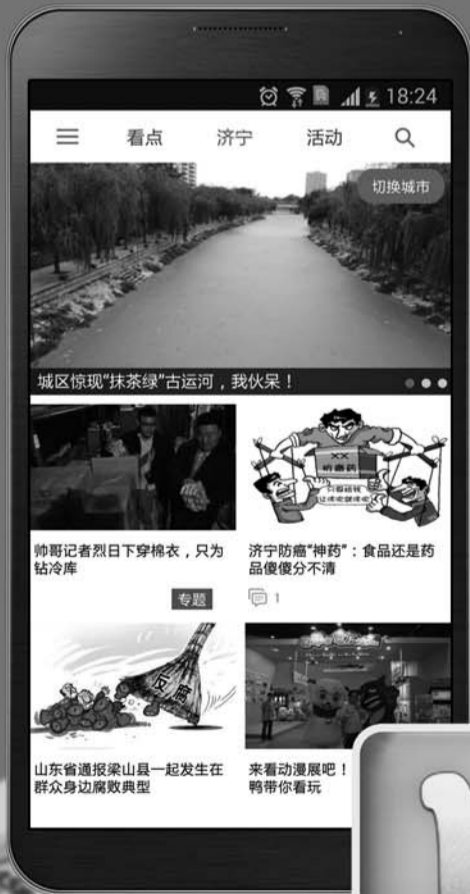 18:24
看点 济宁 活动
切换城市
城区惊现“抹茶绿”古运河，我伙呆！
XX
防癌药
帅哥记者烈日下穿棉衣，只为
钻冷库
济宁防癌“神药”：食品还是药
品傻傻分不清
专题
1
反腐
山东省通报梁山县一起发生在
群众身边腐败典型
来看动漫展吧！
鸭带你看玩